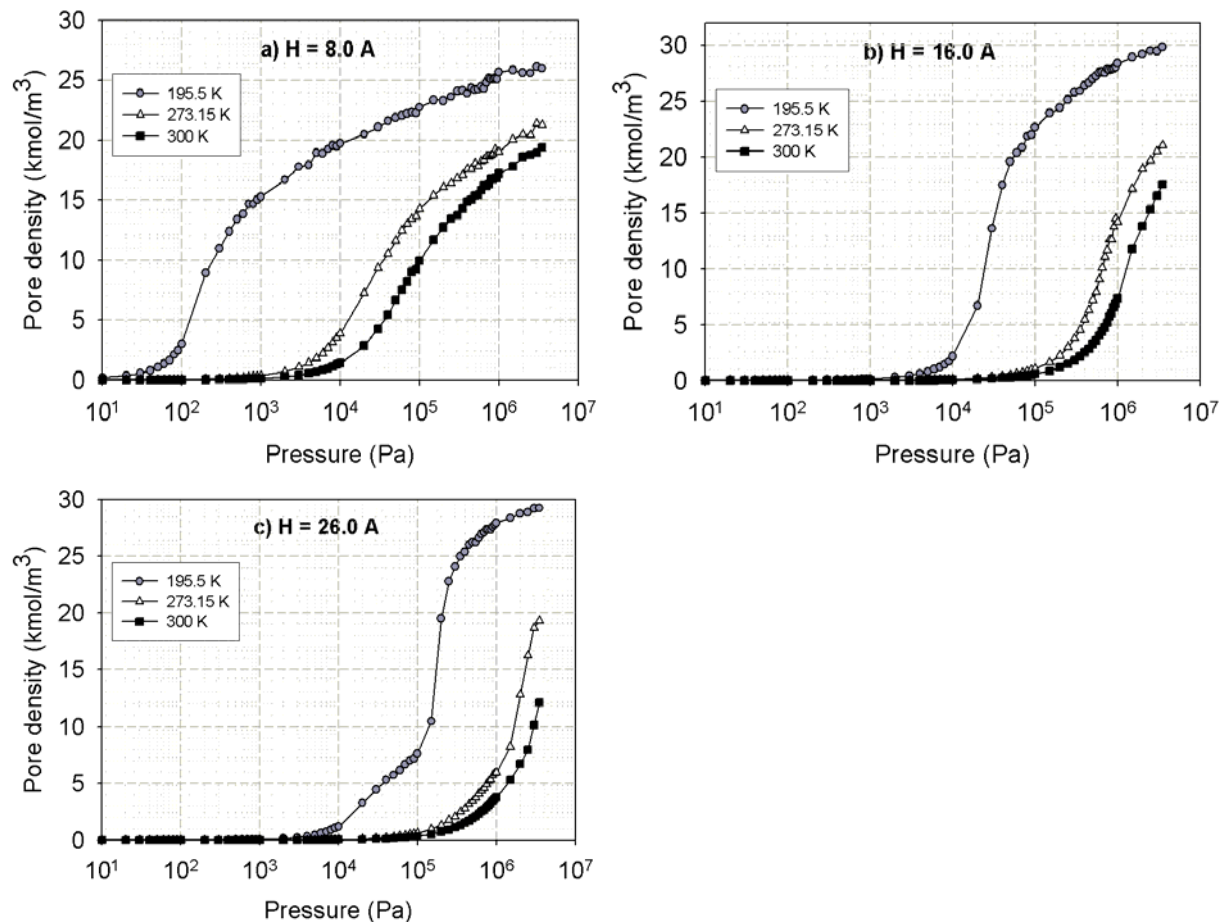 a) H = 8.0 A
Pore density (kmol/m³)
30
25
20
15
10
5
0
195.5 K
273.15 K
300 K
10¹ 10² 10³ 10⁴ 10⁵ 10⁶ 10⁷
Pressure (Pa)
b) H = 16.0 A
Pore density (kmol/m³)
30
25
20
15
10
5
0
195.5 K
273.15 K
300 K
10¹ 10² 10³ 10⁴ 10⁵ 10⁶ 10⁷
Pressure (Pa)
c) H = 26.0 A
Pore density (kmol/m³)
30
25
20
15
10
5
0
195.5 K
273.15 K
300 K
10¹ 10² 10³ 10⁴ 10⁵ 10⁶ 10⁷
Pressure (Pa)